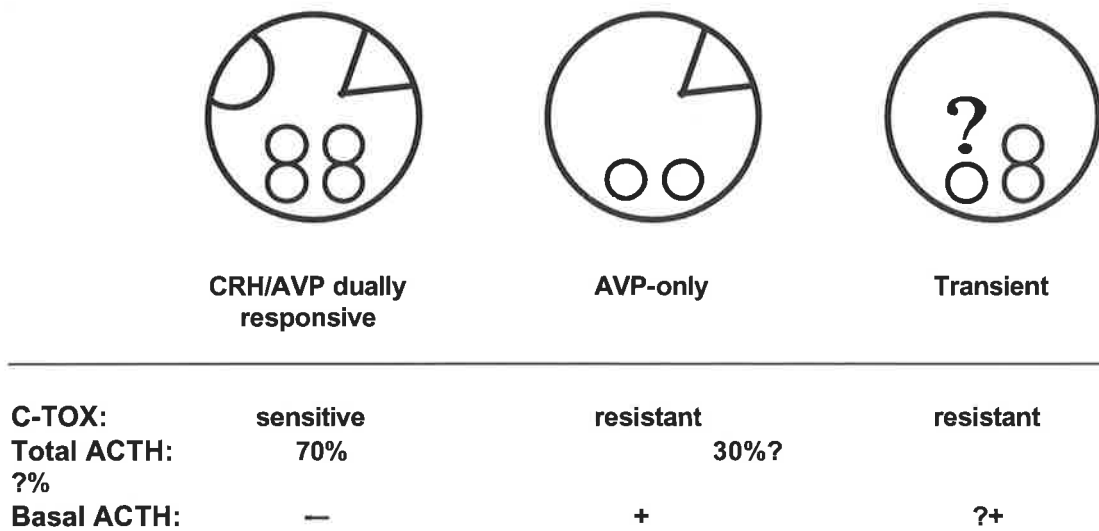 ?
CRH/AVP dually responsive
AVP-only
Transient
C-TOX: sensitive resistant resistant
Total ACTH: 70% 30%?
?%
Basal ACTH: — + ?+